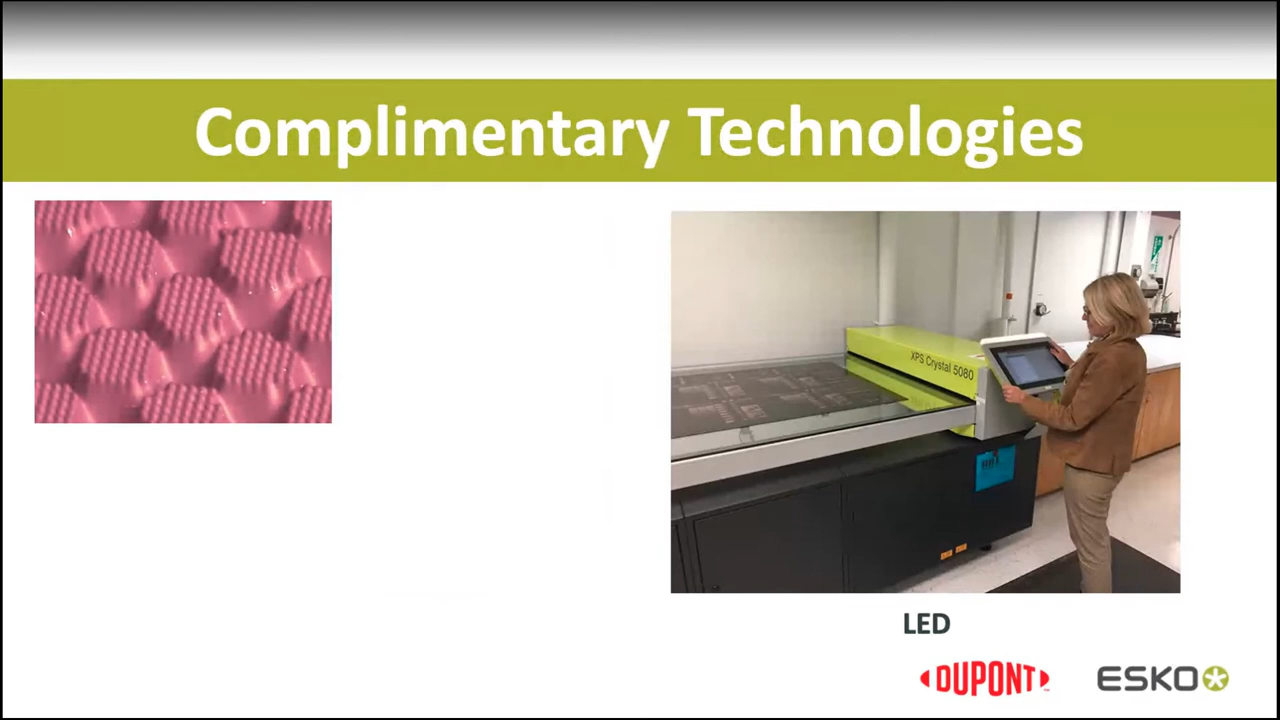 Complimentary Technologies
XPS Crystal 5080
LED
DUPONT
ESKO